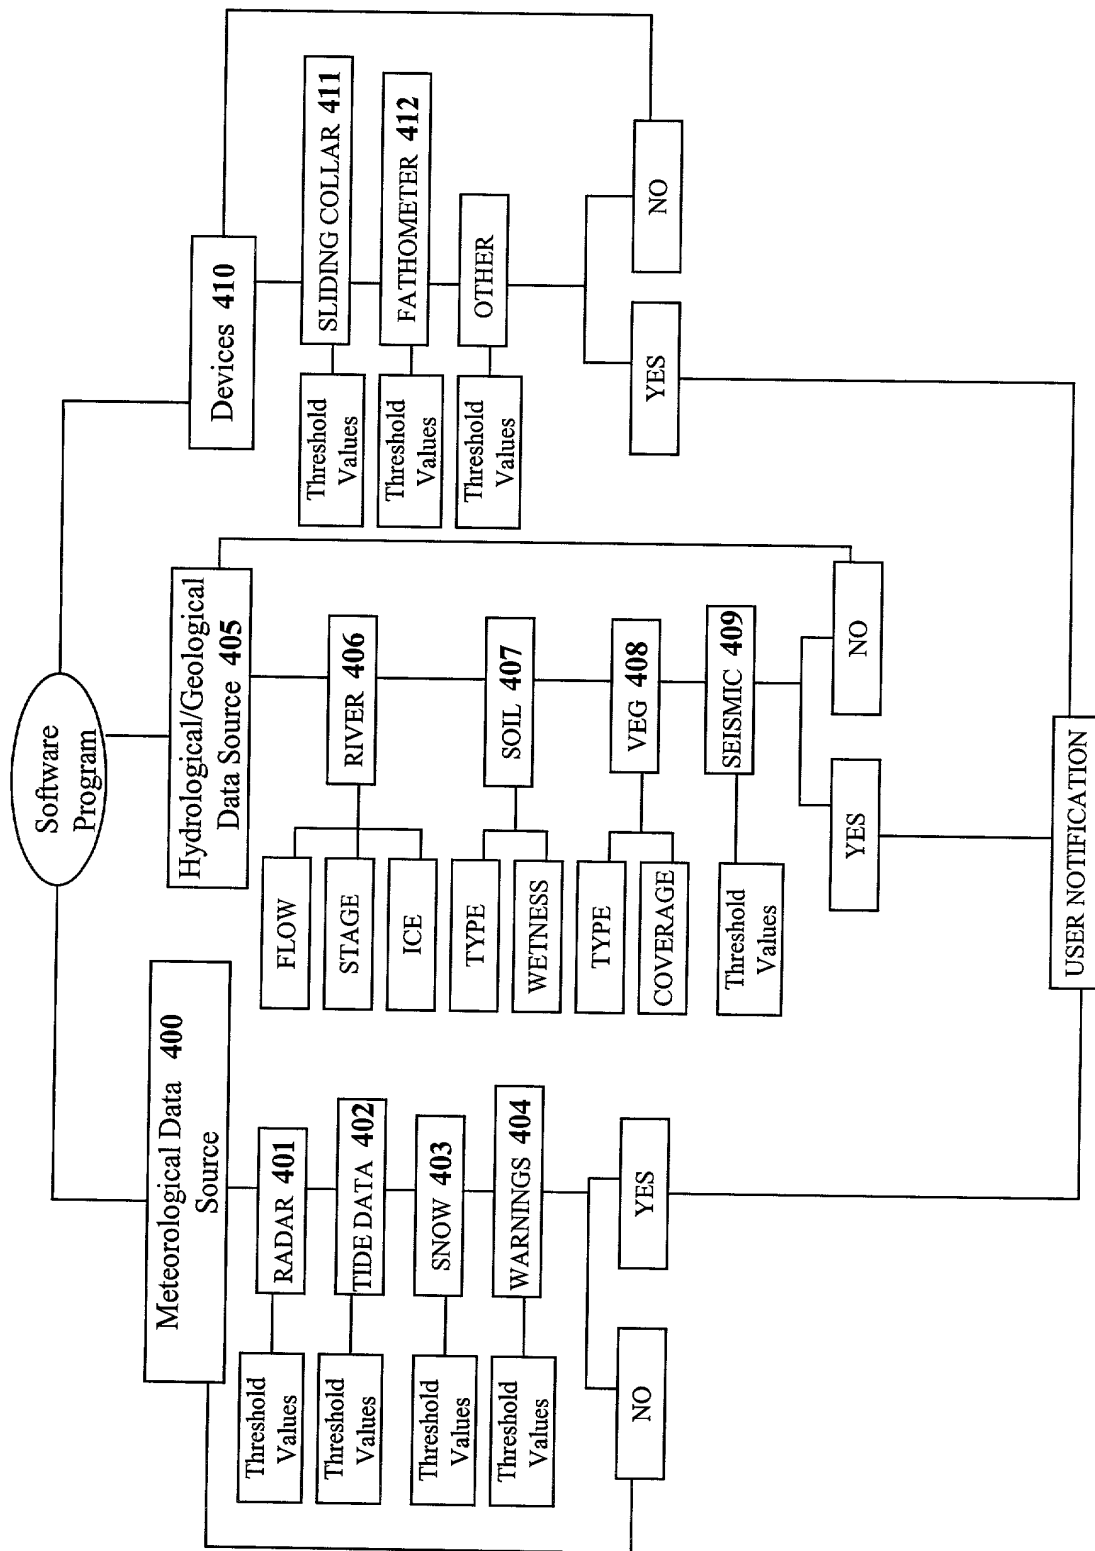 Software
Program
Meteorological Data 400
Source
RADAR 401
Threshold
Values
TIDE DATA 402
Threshold
Values
SNOW 403
Threshold
Values
WARNINGS 404
Threshold
Values
NO
YES
Hydrological/Geological
Data Source 405
RIVER 406
FLOW
STAGE
ICE
SOIL 407
TYPE
WETNESS
VEG 408
TYPE
COVERAGE
SEISMIC 409
Threshold
Values
YES
NO
Devices 410
SLIDING COLLAR 411
Threshold
Values
FATHOMETER 412
Threshold
Values
OTHER
Threshold
Values
YES
NO
USER NOTIFICATION